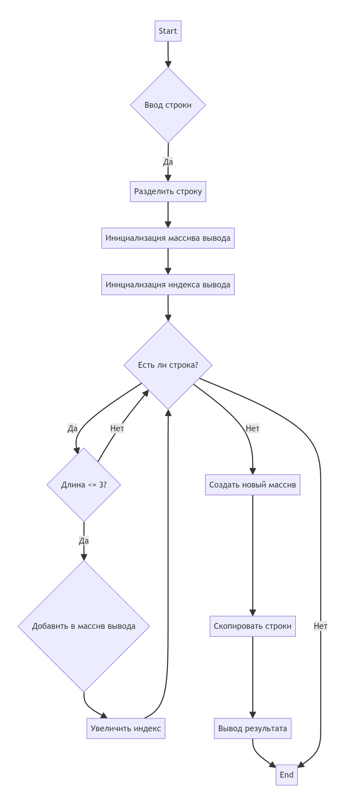 Start
Ввод строки
Да
Разделить строку
Инициализация массива вывода
Инициализация индекса вывода
Есть ли строка?
Да
Нет
Нет
Длина <= 3?
Создать новый массив
Да
Добавить в массив вывода
Скопировать строки
Нет
Увеличить индекс
Вывод результата
End